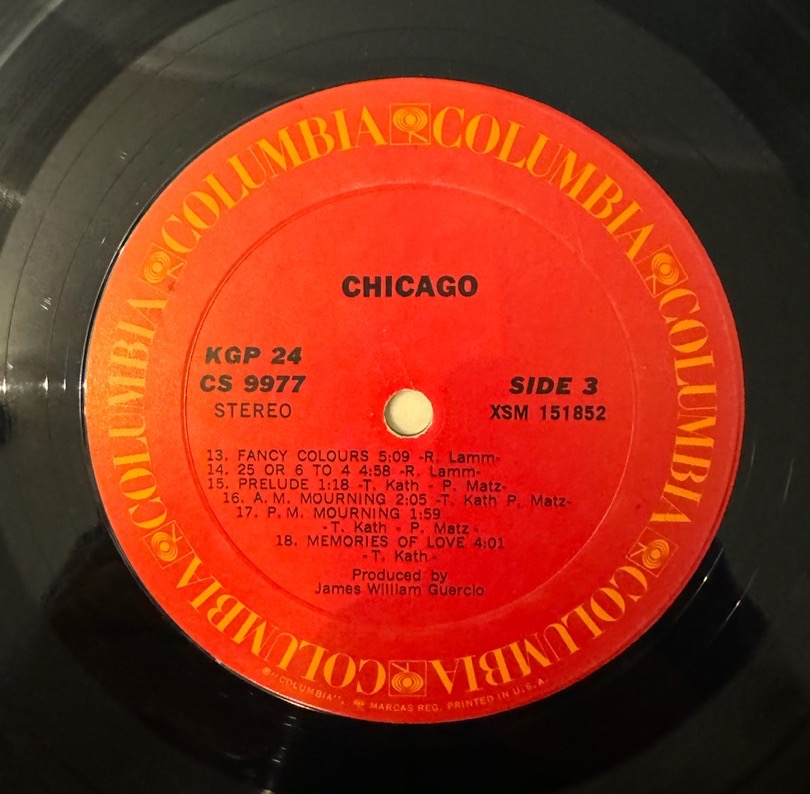 COLUMBIA COLUMBIA COLUMBIA COLUMBIA COLUMBIA COLUMBIA COLUMBIA COLUMBIA
CHICAGO
KGP 24
CS 9977
STEREO
SIDE 3
XSM 151852
13. FANCY COLOURS 5:09 -R. Lamm-
14. 25 OR 6 TO 4 4:58 -R. Lamm-
15. PRELUDE 1:18 -T. Kath - P. Matz-
16. A.M. MOURNING 2:05 -T. Kath P. Matz-
17. P.M. MOURNING 1:59
-T. Kath - P. Matz-
18. MEMORIES OF LOVE 4:01
-T. Kath-
Produced by
James William Guercio
®"COLUMBIA", MARCAS REG. PRINTED IN U.S.A.